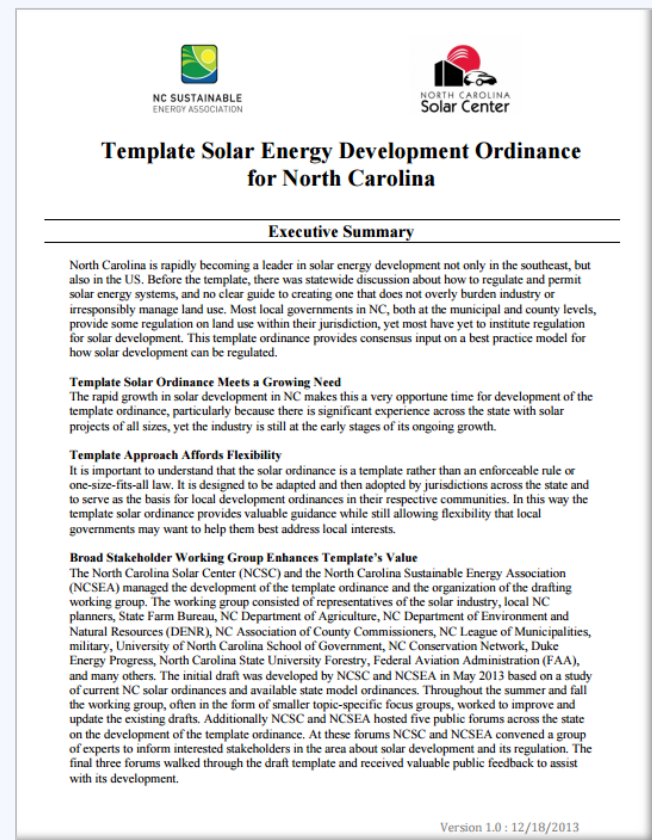 NC SUSTAINABLE
ENERGY ASSOCIATION
NORTH CAROLINA
Solar Center
Template Solar Energy Development Ordinance
for North Carolina
Executive Summary
North Carolina is rapidly becoming a leader in solar energy development not only in the southeast, but
also in the US. Before the template, there was statewide discussion about how to regulate and permit
solar energy systems, and no clear guide to creating one that does not overly burden industry or
irresponsibly manage land use. Most local governments in NC, both at the municipal and county levels,
provide some regulation on land use within their jurisdiction, yet most have yet to institute regulation
for solar development. This template ordinance provides consensus input on a best practice model for
how solar development can be regulated.
Template Solar Ordinance Meets a Growing Need
The rapid growth in solar development in NC makes this a very opportune time for development of the
template ordinance, particularly because there is significant experience across the state with solar
projects of all sizes, yet the industry is still at the early stages of its ongoing growth.
Template Approach Affords Flexibility
It is important to understand that the solar ordinance is a template rather than an enforceable rule or
one-size-fits-all law. It is designed to be adapted and then adopted by jurisdictions across the state and
to serve as the basis for local development ordinances in their respective communities. In this way the
template solar ordinance provides valuable guidance while still allowing flexibility that local
governments may want to help them best address local interests.
Broad Stakeholder Working Group Enhances Template's Value
The North Carolina Solar Center (NCSC) and the North Carolina Sustainable Energy Association
(NCSEA) managed the development of the template ordinance and the organization of the drafting
working group. The working group consisted of representatives of the solar industry, local NC
planners, State Farm Bureau, NC Department of Agriculture, NC Department of Environment and
Natural Resources (DENR), NC Association of County Commissioners, NC League of Municipalities,
military, University of North Carolina School of Government, NC Conservation Network, Duke
Energy Progress, North Carolina State University Forestry, Federal Aviation Administration (FAA),
and many others. The initial draft was developed by NCSC and NCSEA in May 2013 based on a study
of current NC solar ordinances and available state model ordinances. Throughout the summer and fall
the working group, often in the form of smaller topic-specific focus groups, worked to improve and
update the existing drafts. Additionally NCSC and NCSEA hosted five public forums across the state
on the development of the template ordinance. At these forums NCSC and NCSEA convened a group
of experts to inform interested stakeholders in the area about solar development and its regulation. The
final three forums walked through the draft template and received valuable public feedback to assist
with its development.
Version 1.0 : 12/18/2013